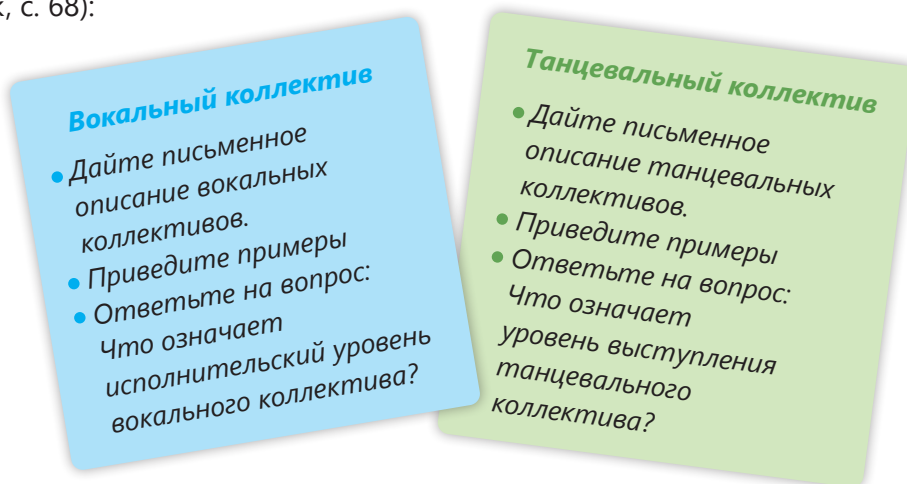 с. 68):
Вокальный коллектив
• Дайте письменное
описание вокальных
коллективов.
• Приведите примеры
• Ответьте на вопрос:
Что означает
исполнительский уровень
вокального коллектива?
Танцевальный коллектив
• Дайте письменное
описание танцевальных
коллективов.
• Приведите примеры
• Ответьте на вопрос:
Что означает
уровень выступления
танцевального
коллектива?